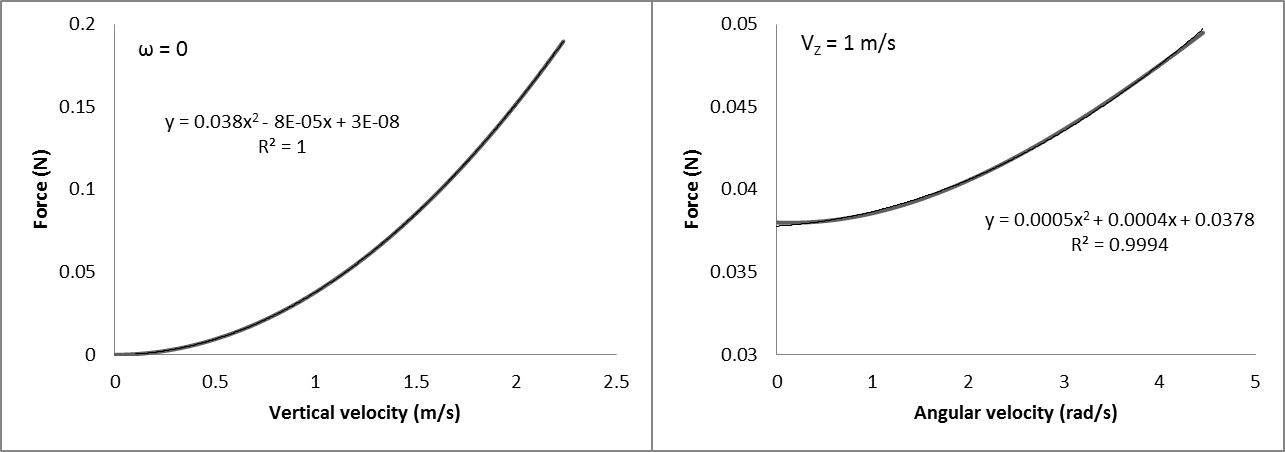 ω = 0
y = 0.038x² - 8E-05x + 3E-08
R² = 1
0.2
0.15
0.1
0.05
0
Force (N)
0 0.5 1 1.5 2 2.5
Vertical velocity (m/s)
V_Z = 1 m/s
y = 0.0005x² + 0.0004x + 0.0378
R² = 0.9994
0.05
0.045
0.04
0.035
0.03
Force (N)
0 1 2 3 4 5
Angular velocity (rad/s)